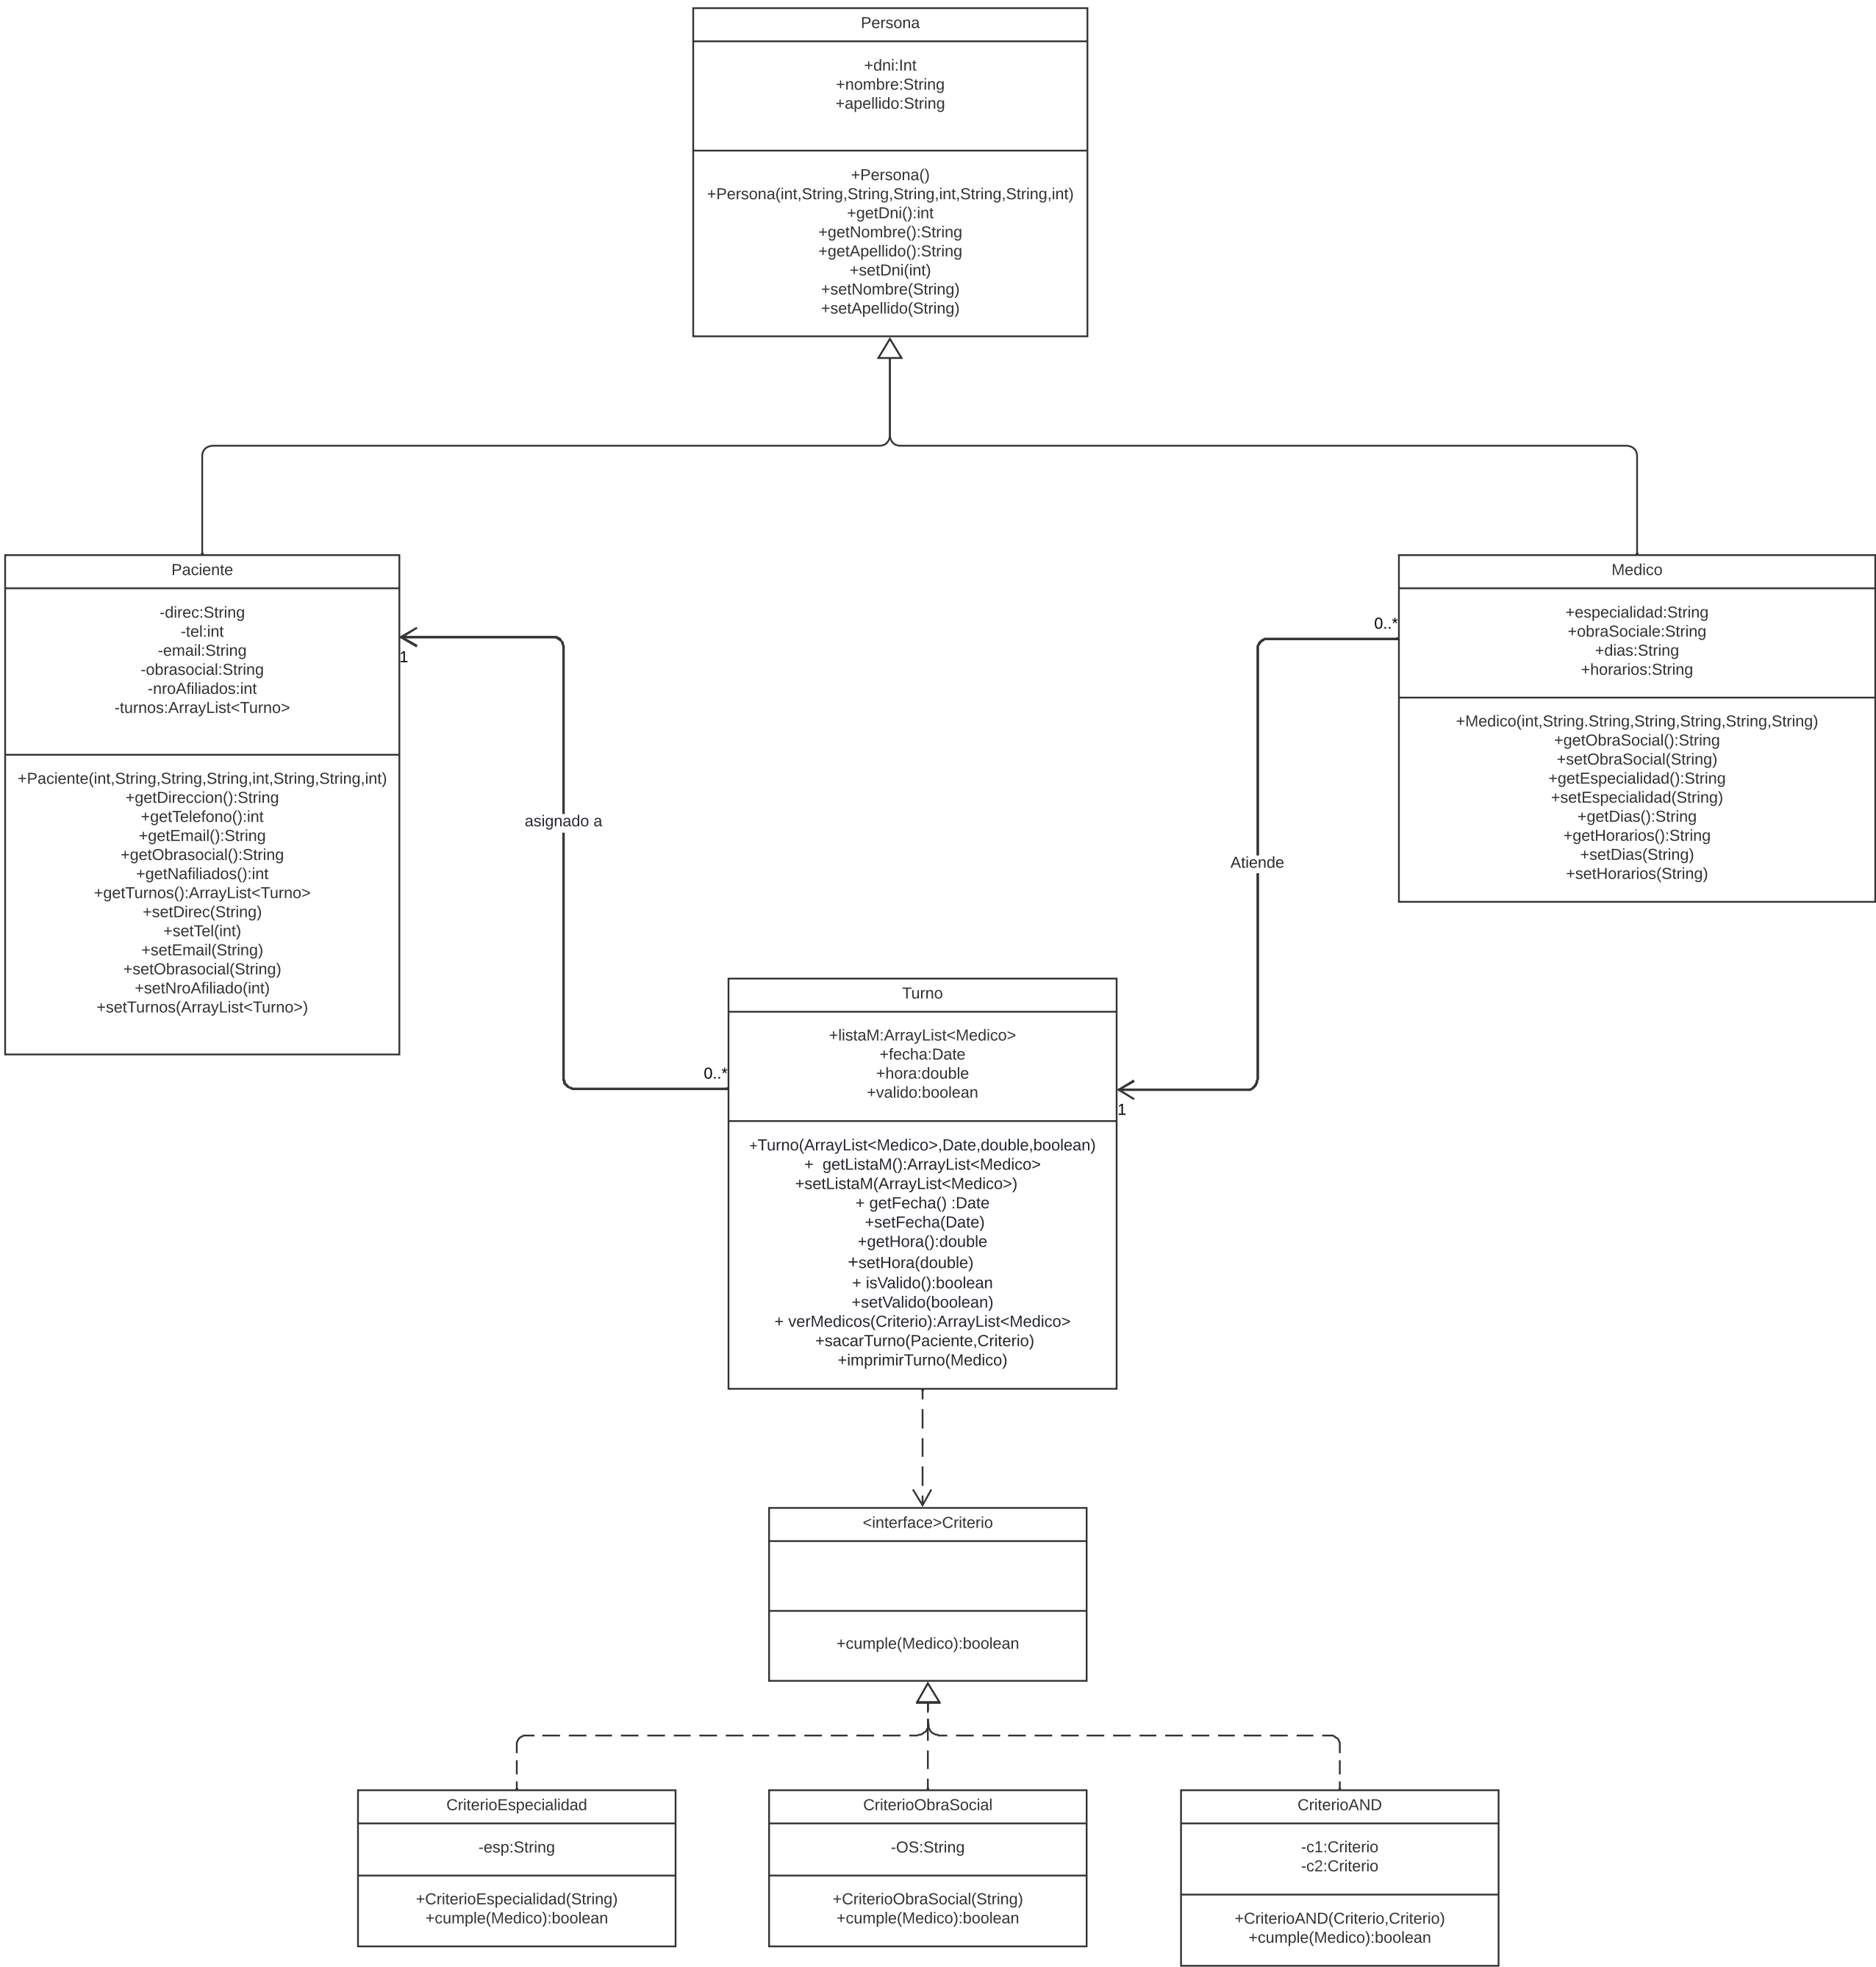 Persona
+dni:Int
+nombre:String
+apellido:String
+Persona()
+Persona(int,String,String,String,int,String,String,int)
+getDni():int
+getNombre():String
+getApellido():String
+setDni(int)
+setNombre(String)
+setApellido(String)
Paciente
-direc:String
-tel:int
-email:String
-obrasocial:String
-nroAfiliados:int
-turnos:ArrayList<Turno>
+Paciente(int,String,String,String,int,String,String,int)
+getDireccion():String
+getTelefono():int
+getEmail():String
+getObrasocial():String
+getNafiliados():int
+getTurnos():ArrayList<Turno>
+setDirec(String)
+setTel(int)
+setEmail(String)
+setObrasocial(String)
+setNroAfiliado(int)
+setTurnos(ArrayList<Turno>)
1
asignado a
0..*
Medico
+especialidad:String
+obraSociale:String
+dias:String
+horarios:String
+Medico(int,String.String,String,String,String,String)
+getObraSocial():String
+setObraSocial(String)
+getEspecialidad():String
+setEspecialidad(String)
+getDias():String
+getHorarios():String
+setDias(String)
+setHorarios(String)
0..*
Atiende
1
Turno
+listaM:ArrayList<Medico>
+fecha:Date
+hora:double
+valido:boolean
+Turno(ArrayList<Medico>,Date,double,boolean)
+  getListaM():ArrayList<Medico>
+setListaM(ArrayList<Medico>)
+ getFecha() :Date
+setFecha(Date)
+getHora():double
+setHora(double)
+ isValido():boolean
+setValido(boolean)
+ verMedicos(Criterio):ArrayList<Medico>
+sacarTurno(Paciente,Criterio)
+imprimirTurno(Medico)
<interface>Criterio
+cumple(Medico):boolean
CriterioEspecialidad
-esp:String
+CriterioEspecialidad(String)
+cumple(Medico):boolean
CriterioObraSocial
-OS:String
+CriterioObraSocial(String)
+cumple(Medico):boolean
CriterioAND
-c1:Criterio
-c2:Criterio
+CriterioAND(Criterio,Criterio)
+cumple(Medico):boolean